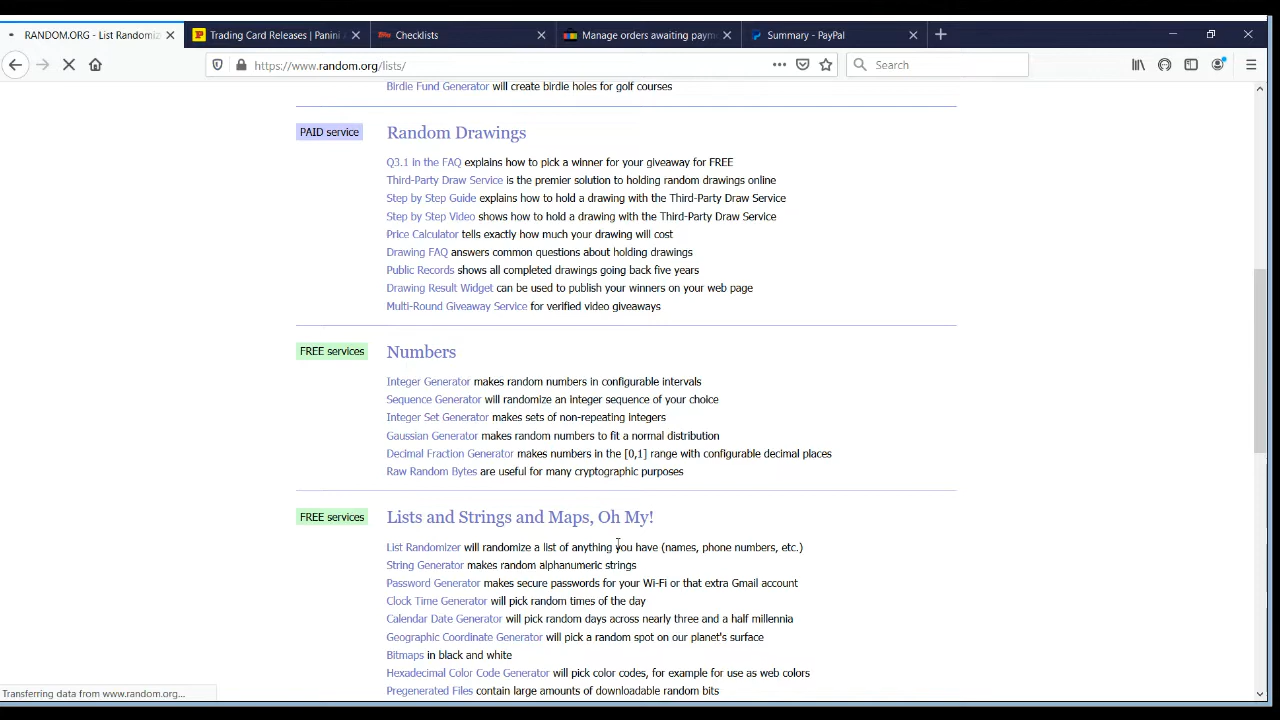 RANDOM.ORG - List Randomiz
Trading Card Releases | Panini A
Checklists
Manage orders awaiting payme
Summary - PayPal
https://www.random.org/lists/
Search
Birdie Fund Generator will create birdie holes for golf courses
PAID service
Random Drawings
Q3.1 in the FAQ explains how to pick a winner for your giveaway for FREE
Third-Party Draw Service is the premier solution to holding random drawings online
Step by Step Guide explains how to hold a drawing with the Third-Party Draw Service
Step by Step Video shows how to hold a drawing with the Third-Party Draw Service
Price Calculator tells exactly how much your drawing will cost
Drawing FAQ answers common questions about holding drawings
Public Records shows all completed drawings going back five years
Drawing Result Widget can be used to publish your winners on your web page
Multi-Round Giveaway Service for verified video giveaways
FREE services
Numbers
Integer Generator makes random numbers in configurable intervals
Sequence Generator will randomize an integer sequence of your choice
Integer Set Generator makes sets of non-repeating integers
Gaussian Generator makes random numbers to fit a normal distribution
Decimal Fraction Generator makes numbers in the [0,1] range with configurable decimal places
Raw Random Bytes are useful for many cryptographic purposes
FREE services
Lists and Strings and Maps, Oh My!
List Randomizer will randomize a list of anything you have (names, phone numbers, etc.)
String Generator makes random alphanumeric strings
Password Generator makes secure passwords for your Wi-Fi or that extra Gmail account
Clock Time Generator will pick random times of the day
Calendar Date Generator will pick random days across nearly three and a half millennia
Geographic Coordinate Generator will pick a random spot on our planet's surface
Bitmaps in black and white
Hexadecimal Color Code Generator will pick color codes, for example for use as web colors
Pregenerated Files contain large amounts of downloadable random bits
Transferring data from www.random.org...